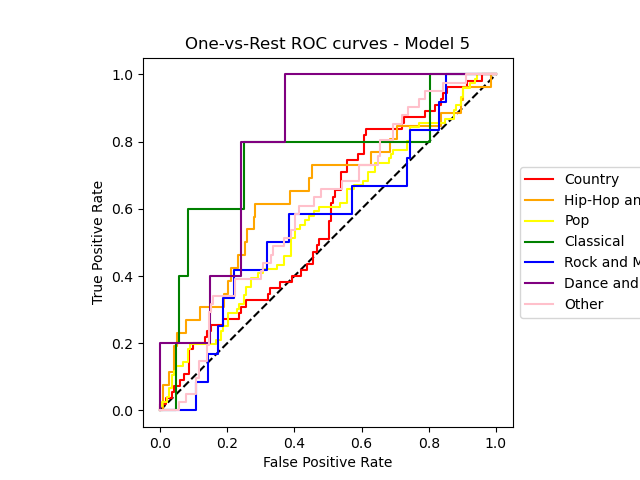 One-vs-Rest ROC curves - Model 5
True Positive Rate
1.0
0.8
0.6
0.4
0.2
0.0
0.0 0.2 0.4 0.6 0.8 1.0
False Positive Rate
Country
Hip-Hop an
Pop
Classical
Rock and M
Dance and
Other